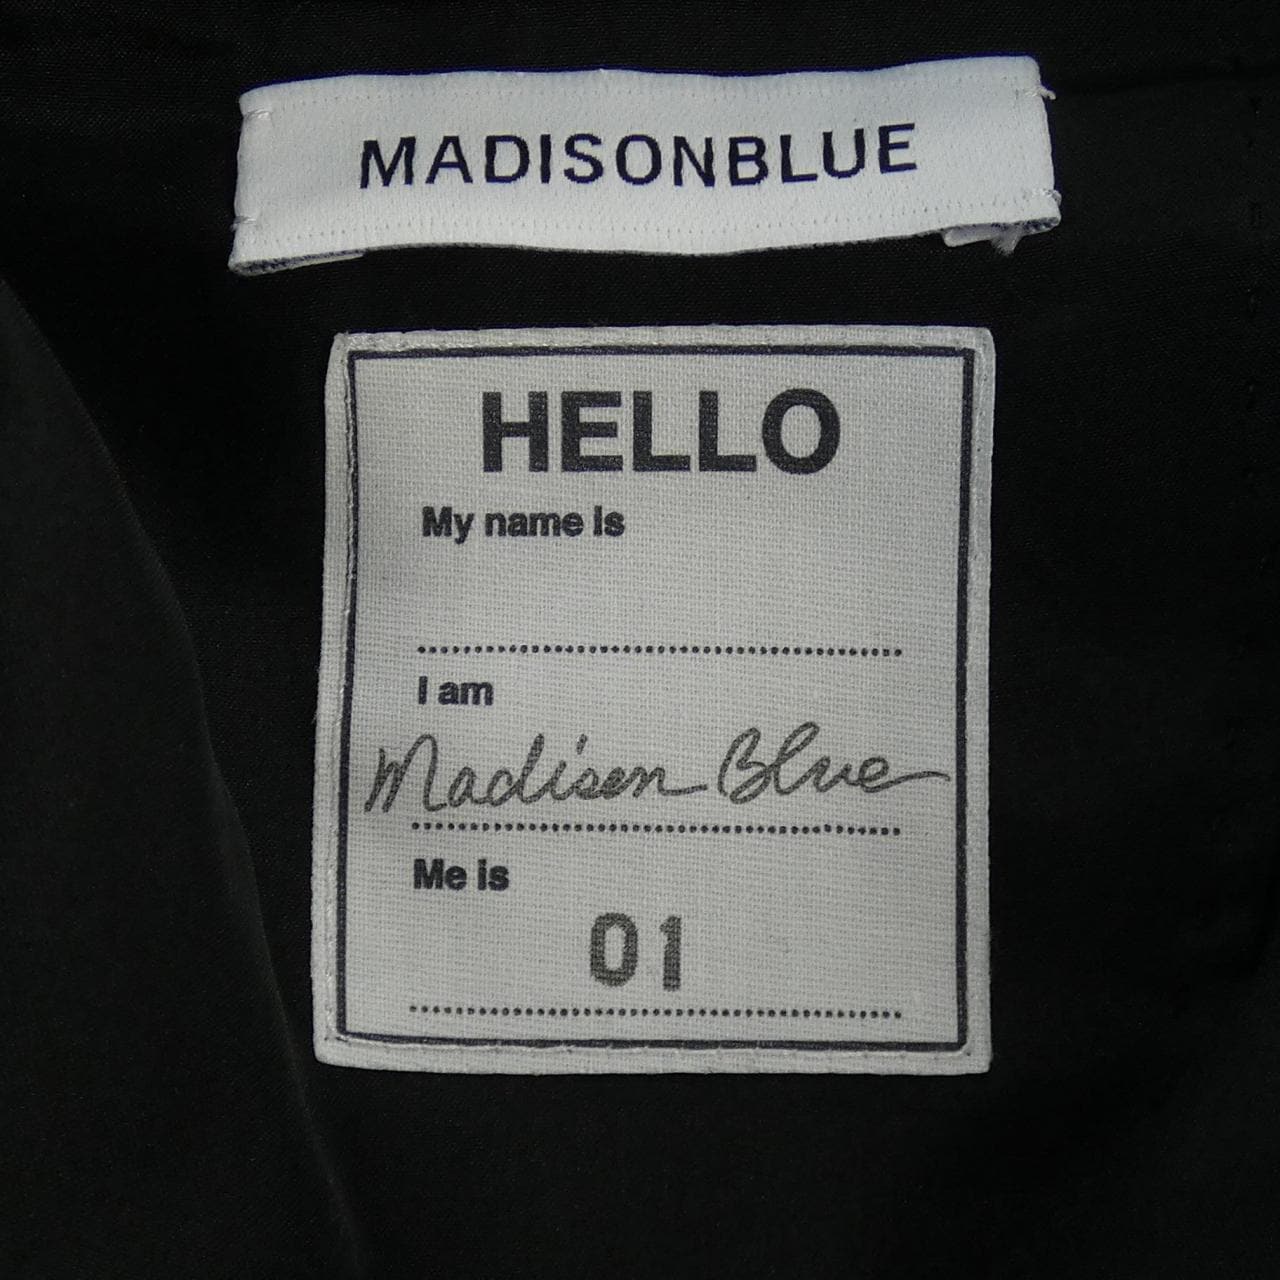 MADISONBLUE
HELLO
My name is
I am
Madison Blue
Me is
01